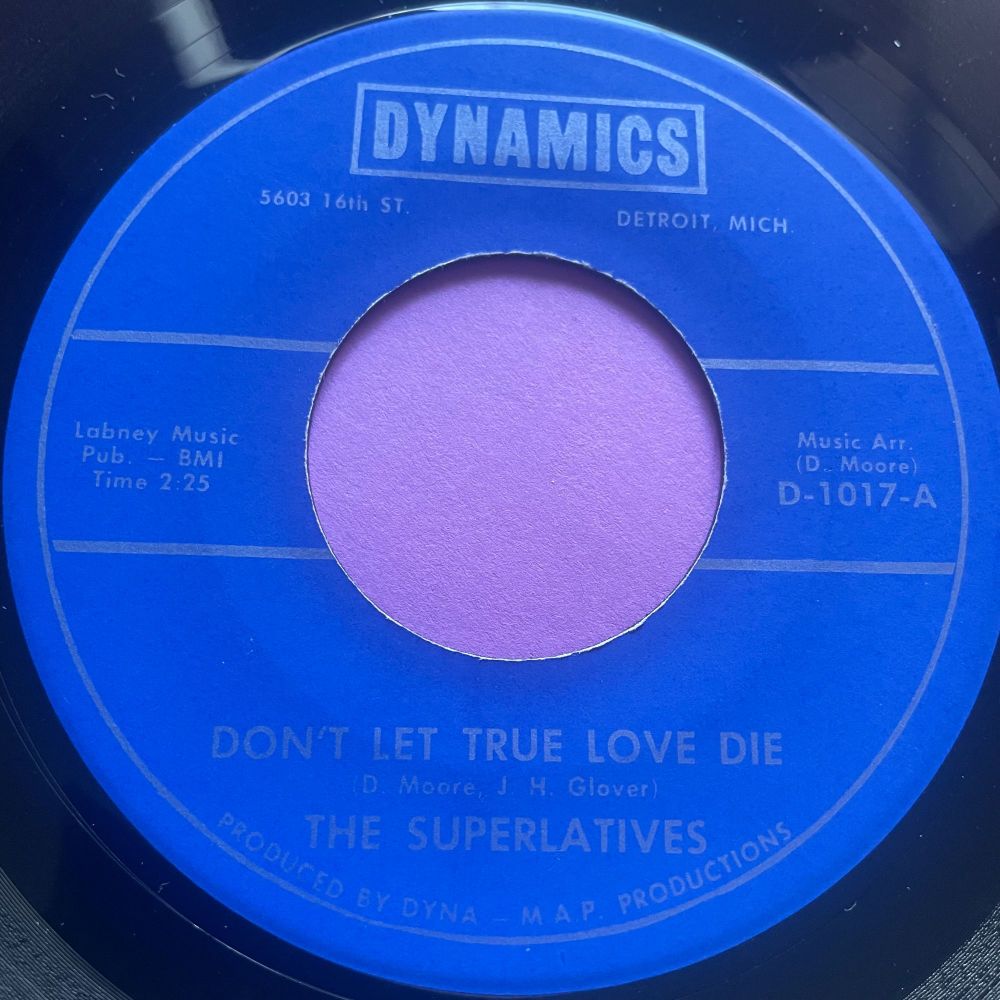 DYNAMICS
5603 16th ST.
DETROIT, MICH.
Labney Music
Pub. — BMI
Time 2:25
Music Arr.
(D. Moore)
D-1017-A
DON'T LET TRUE LOVE DIE
(D. Moore, J. H. Glover)
THE SUPERLATIVES
PRODUCED BY DYNA — M.A.P. PRODUCTIONS